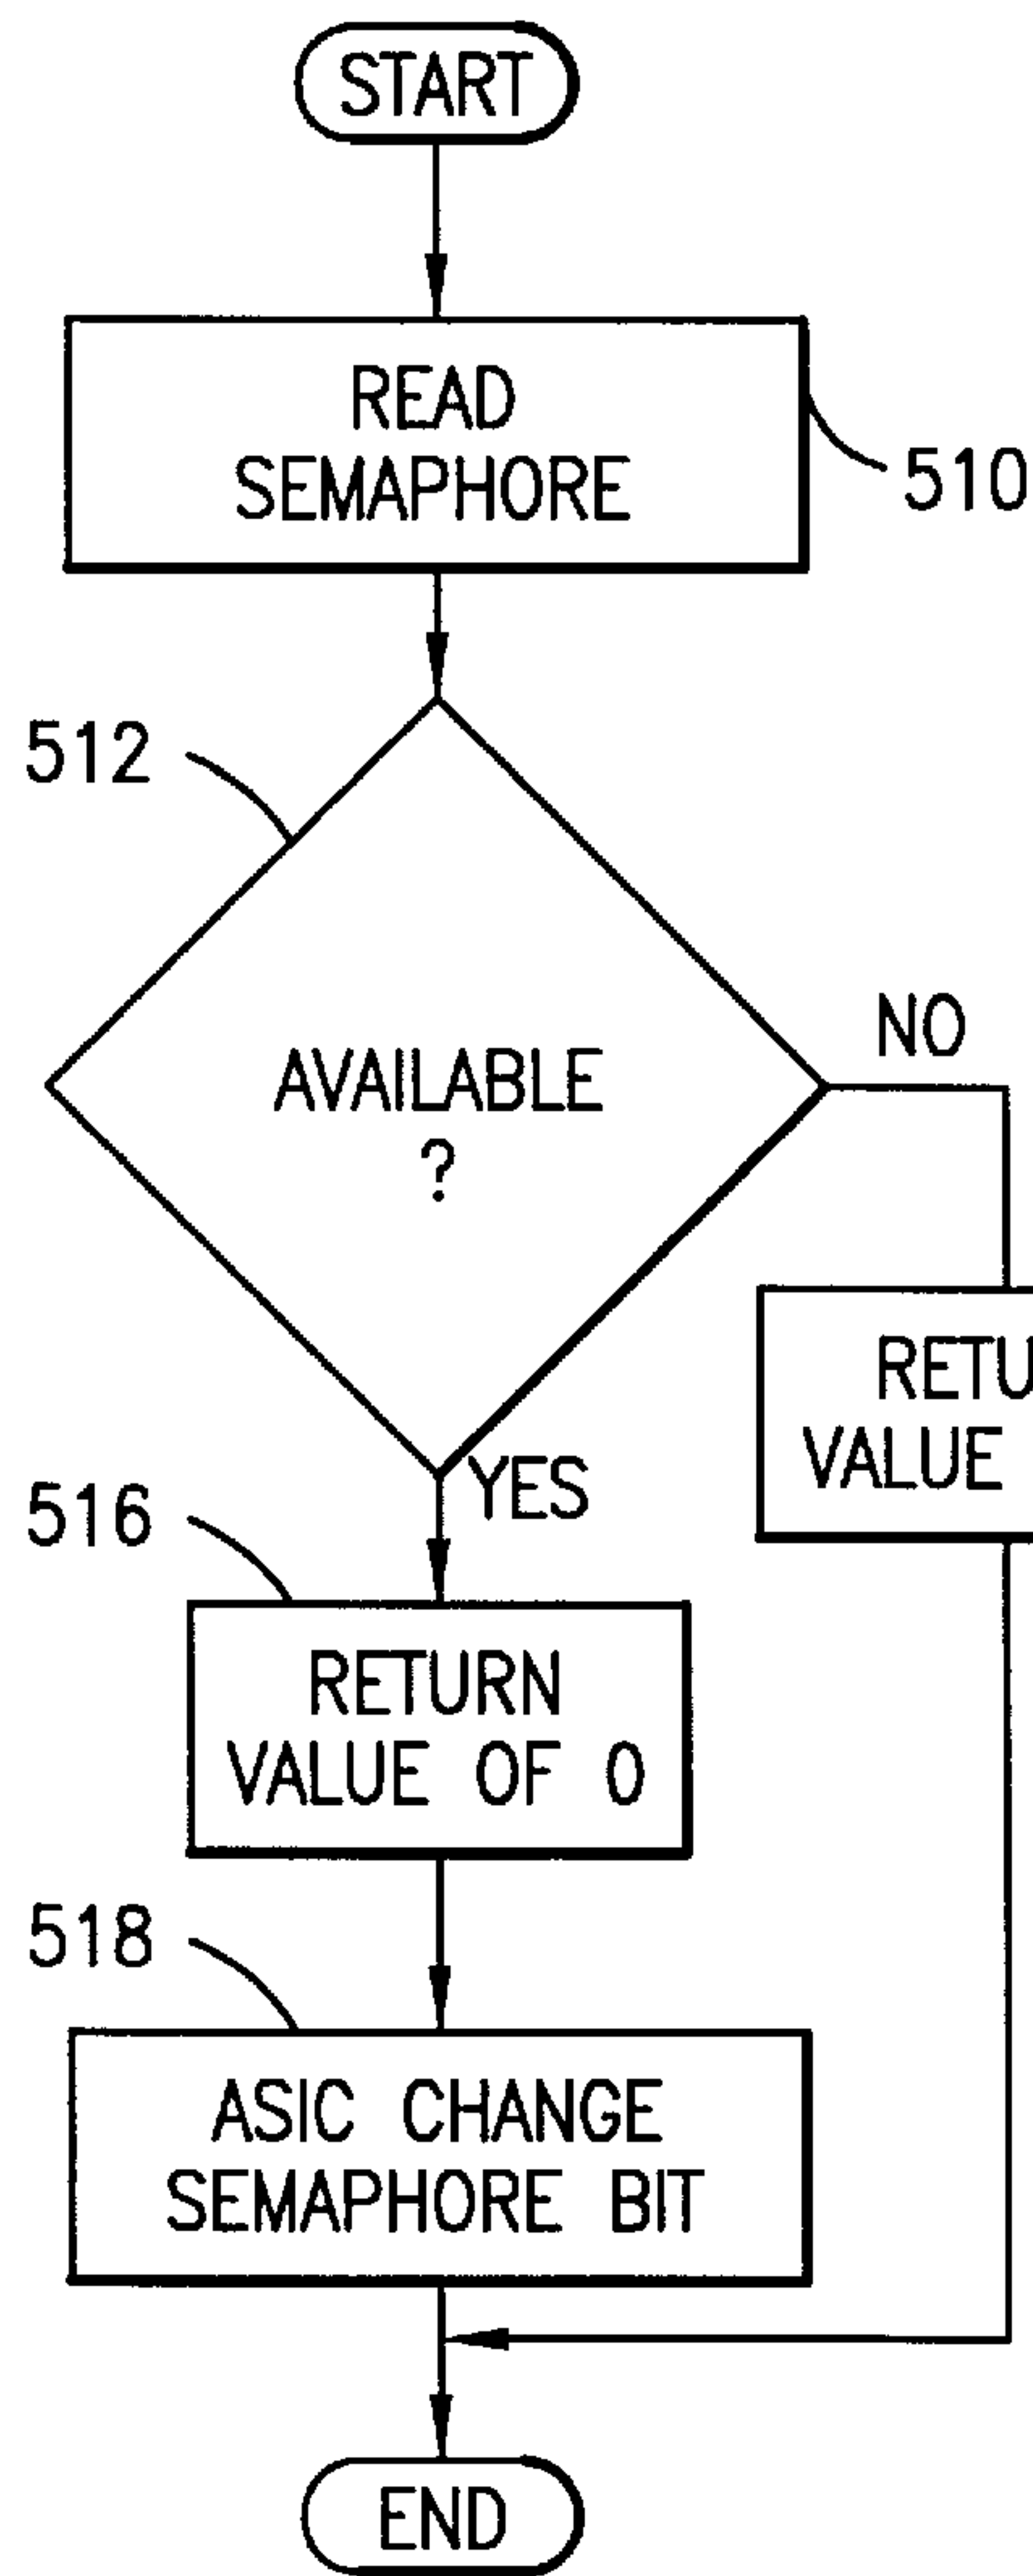 START
READ
SEMAPHORE
510
512
AVAILABLE
?
NO
YES
VALUE
516
RETURN
VALUE OF 0
518
ASIC CHANGE
SEMAPHORE BIT
END